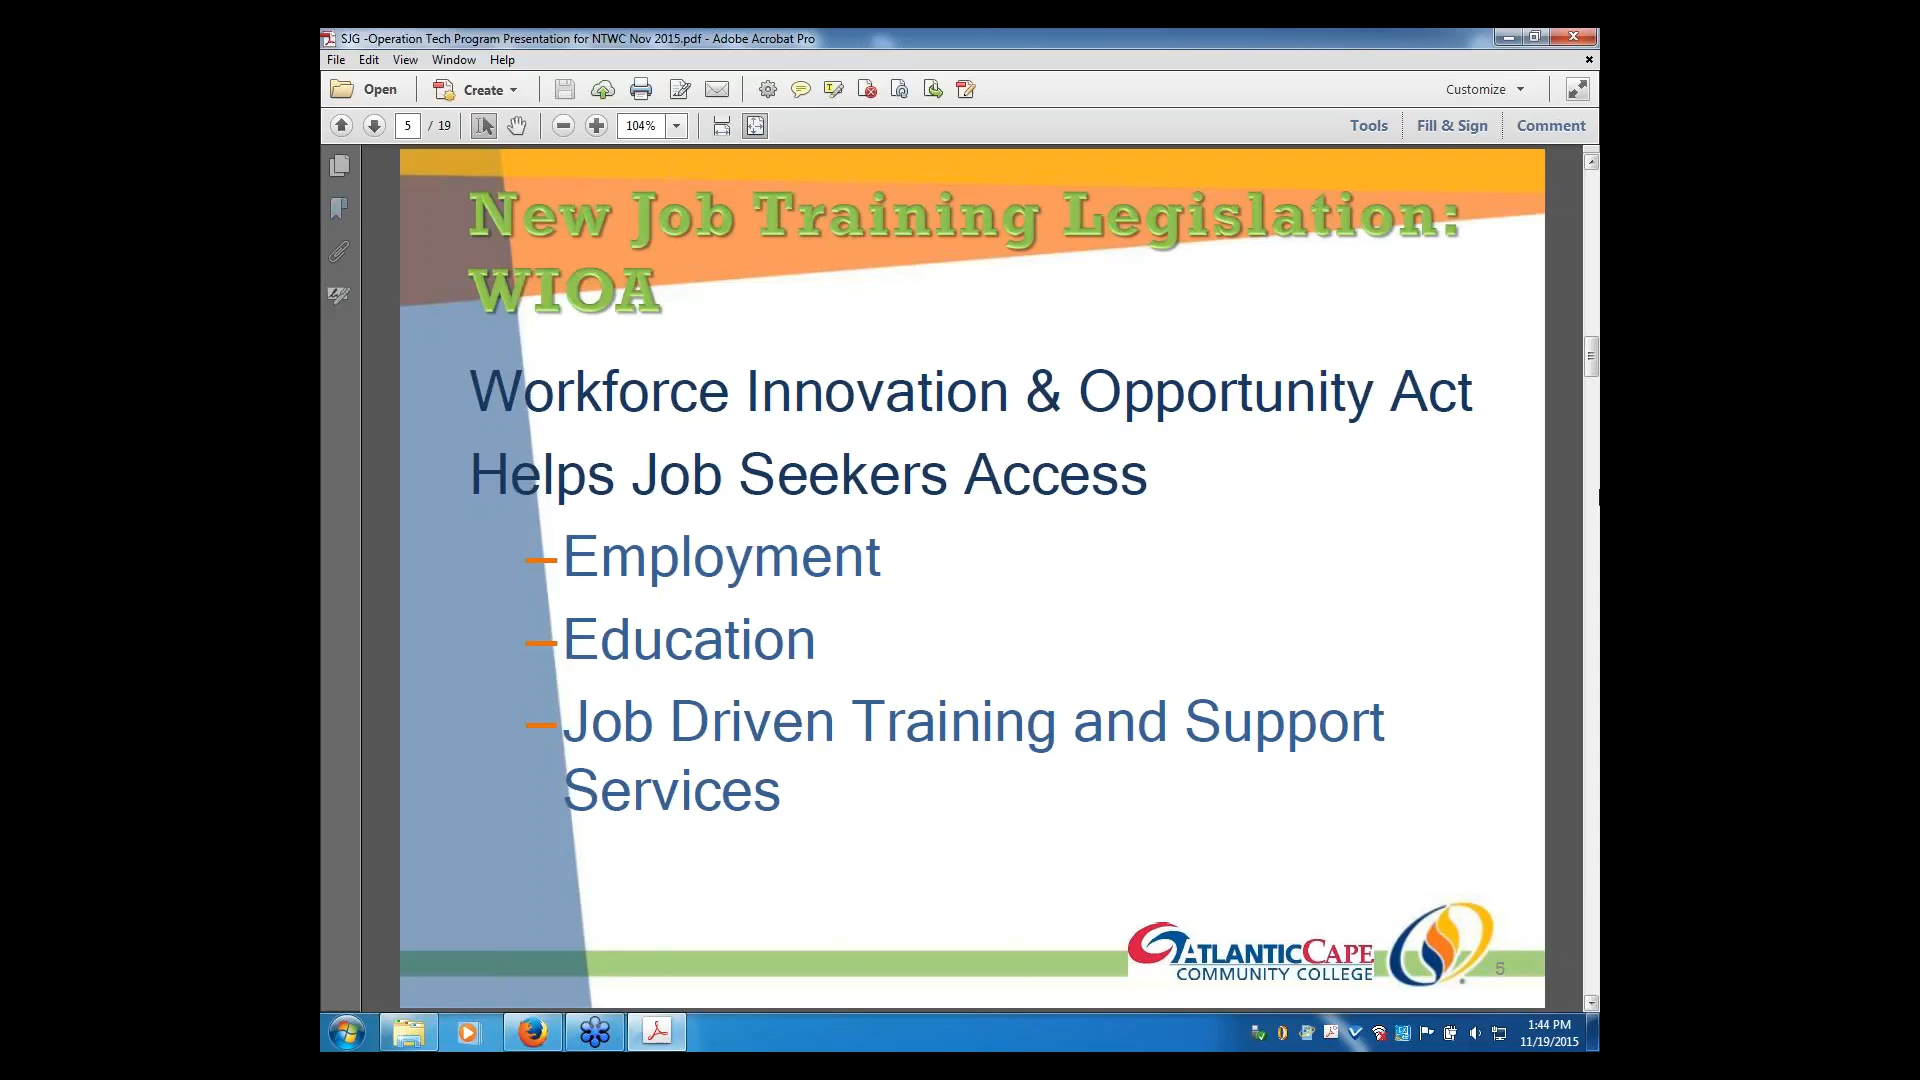 SJG -Operation Tech Program Presentation for NTWC Nov 2015.pdf - Adobe Acrobat Pro
File Edit View Window Help
Open Create Customize
5 / 19 104% Tools Fill & Sign Comment
New Job Training Legislation:
WIOA
Workforce Innovation & Opportunity Act
Helps Job Seekers Access
–Employment
–Education
–Job Driven Training and Support
Services
ATLANTICCAPE
COMMUNITY COLLEGE
5
1:44 PM
11/19/2015